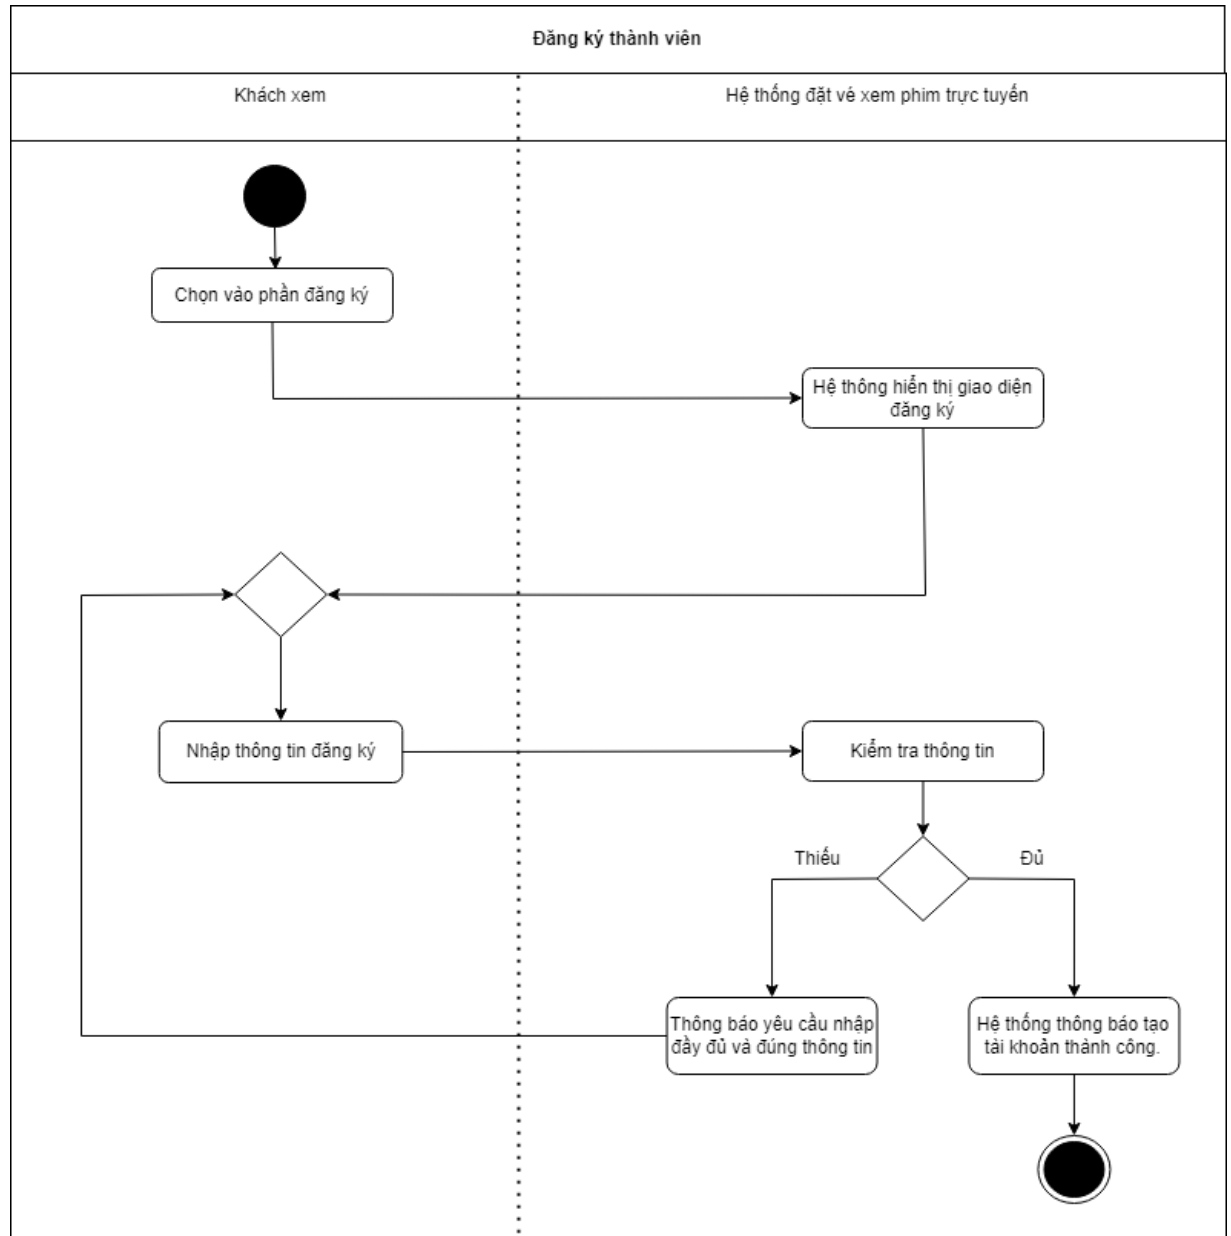 Đăng ký thành viên
Khách xem
Hệ thống đặt vé xem phim trực tuyến
Chọn vào phần đăng ký
Hệ thông hiển thị giao diện
đăng ký
Nhập thông tin đăng ký
Kiểm tra thông tin
Thiếu
Đủ
Thông báo yêu cầu nhập
đầy đủ và đúng thông tin
Hệ thống thông báo tạo
tài khoản thành công.